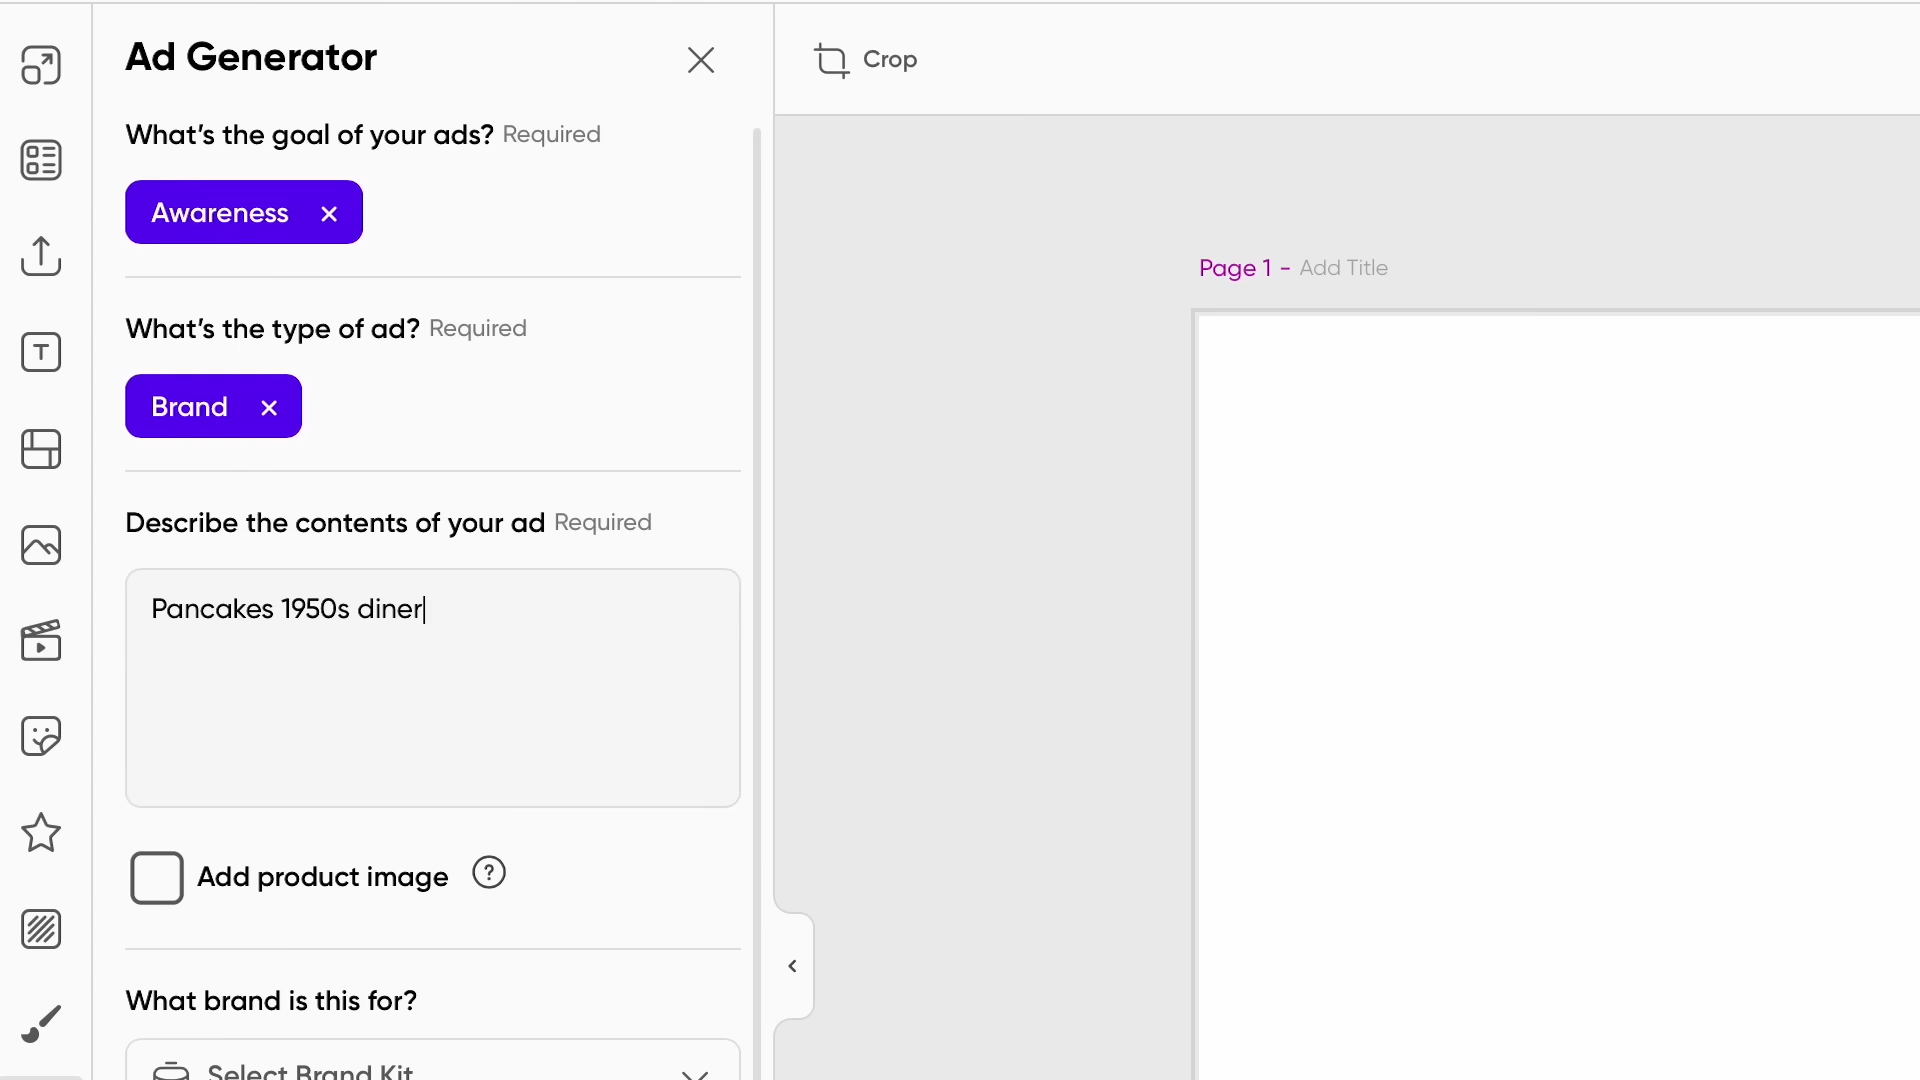 Ad Generator
Crop
What's the goal of your ads? Required
Awareness
What's the type of ad? Required
Brand
Describe the contents of your ad Required
Pancakes 1950s diner
Add product image
What brand is this for?
Select Brand Kit
Page 1 - Add Title